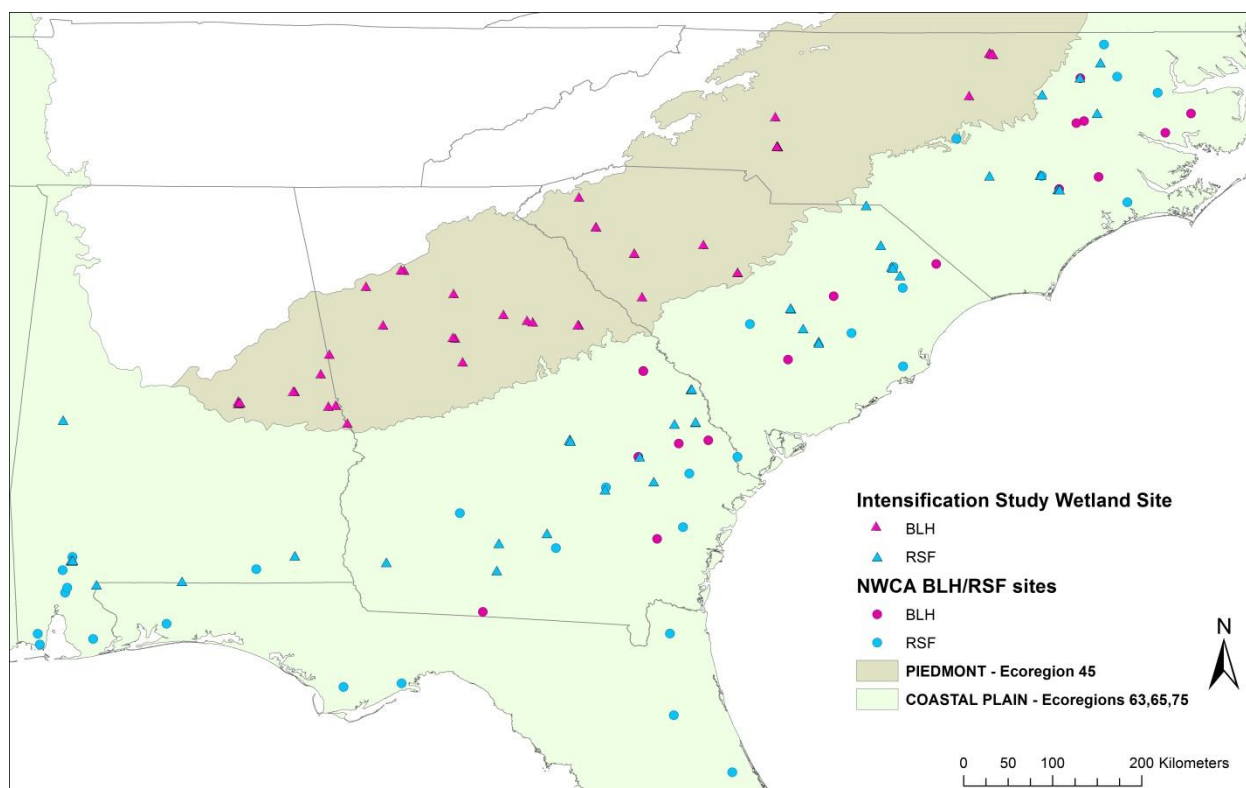 Intensification Study Wetland Site
BLH
RSF
NWCA BLH/RSF sites
BLH
RSF
PIEDMONT - Ecoregion 45
COASTAL PLAIN - Ecoregions 63,65,75
N
0 50 100 200 Kilometers